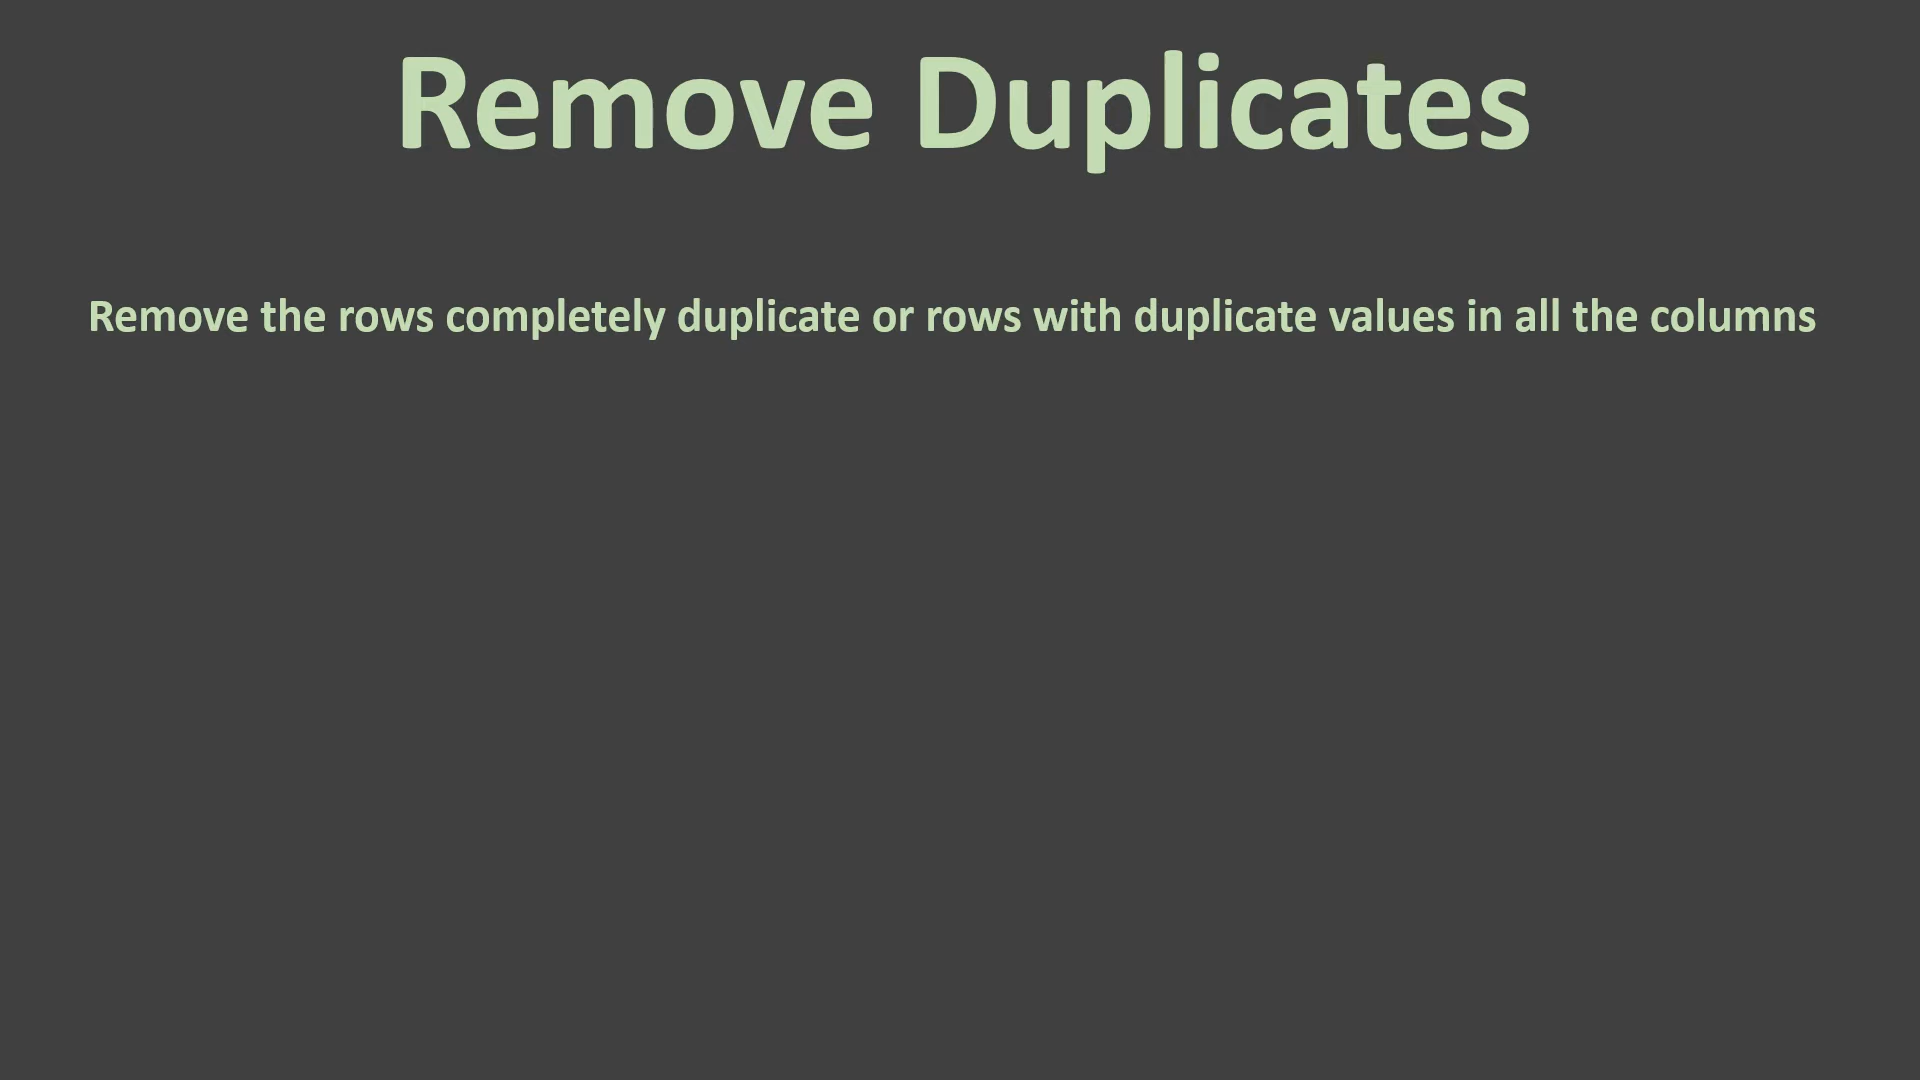 Remove Duplicates
Remove the rows completely duplicate or rows with duplicate values in all the columns